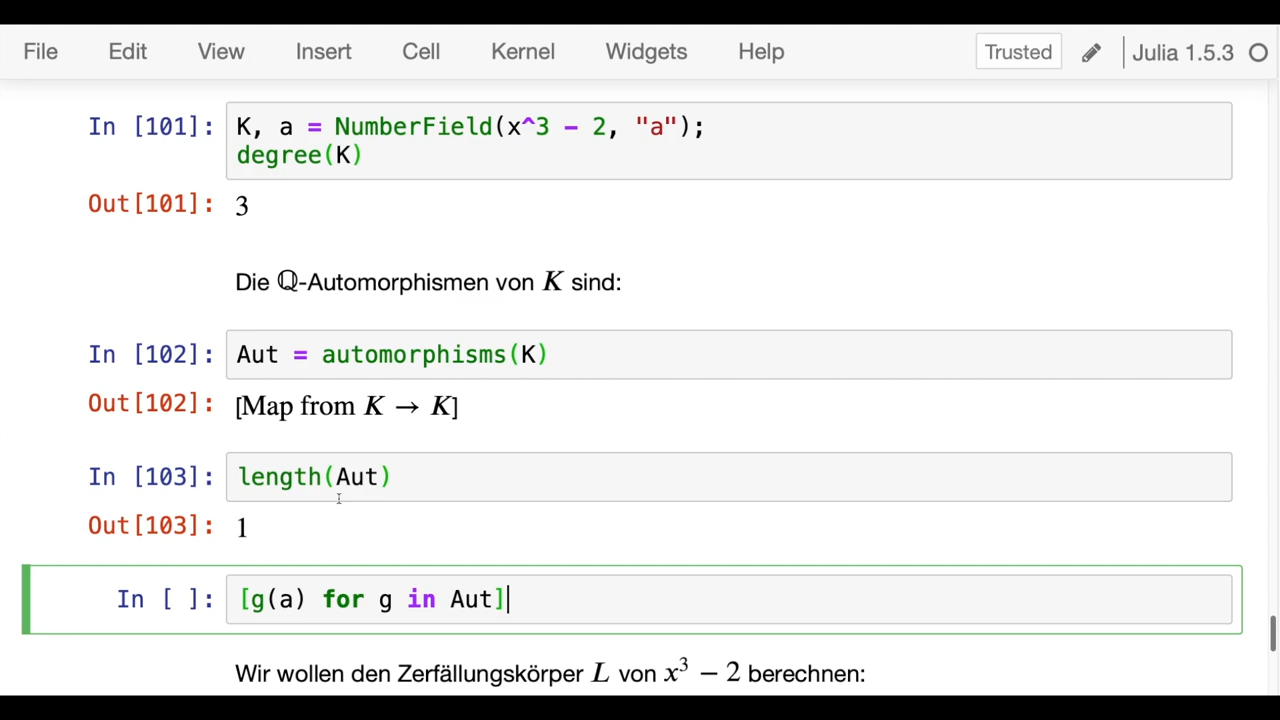 File Edit View Insert Cell Kernel Widgets Help Trusted Julia 1.5.3
In [101]: K, a = NumberField(x^3 - 2, "a");
degree(K)
Out[101]: 3
Die ℚ-Automorphismen von K sind:
In [102]: Aut = automorphisms(K)
Out[102]: [Map from K → K]
In [103]: length(Aut)
Out[103]: 1
In [ ]: [g(a) for g in Aut]
Wir wollen den Zerfällungskörper L von x³ − 2 berechnen: